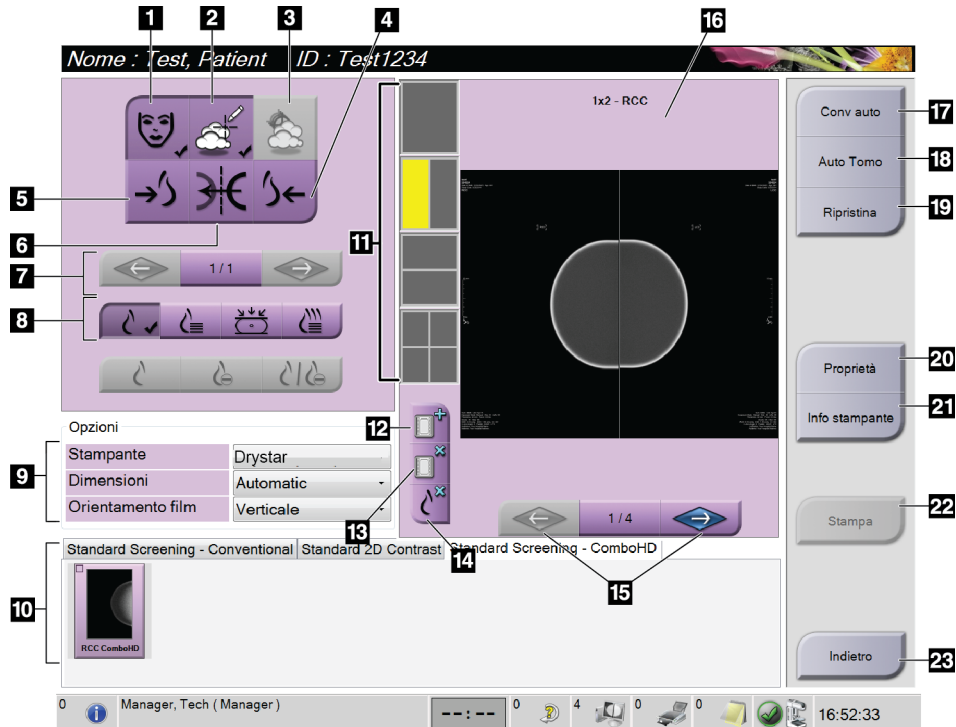 1 2 3 4 16
Nome : Test, Patient ID : Test1234
1x2 - RCC
Conv auto 17
Auto Tomo 18
Ripristina 19
5
6
11
7 1/1
8
Proprietà 20
Info stampante 21
Opzioni
12
9 Stampante Drystar
Dimensioni Automatic
Orientamento film Verticale
13
14
1/4
15
Stampa 22
Standard Screening - Conventional Standard 2D Contrast Standard Screening - ComboHD
10
RCC ComboHD
Indietro 23
0 Manager, Tech ( Manager ) --:-- 0 4 0 0 16:52:33